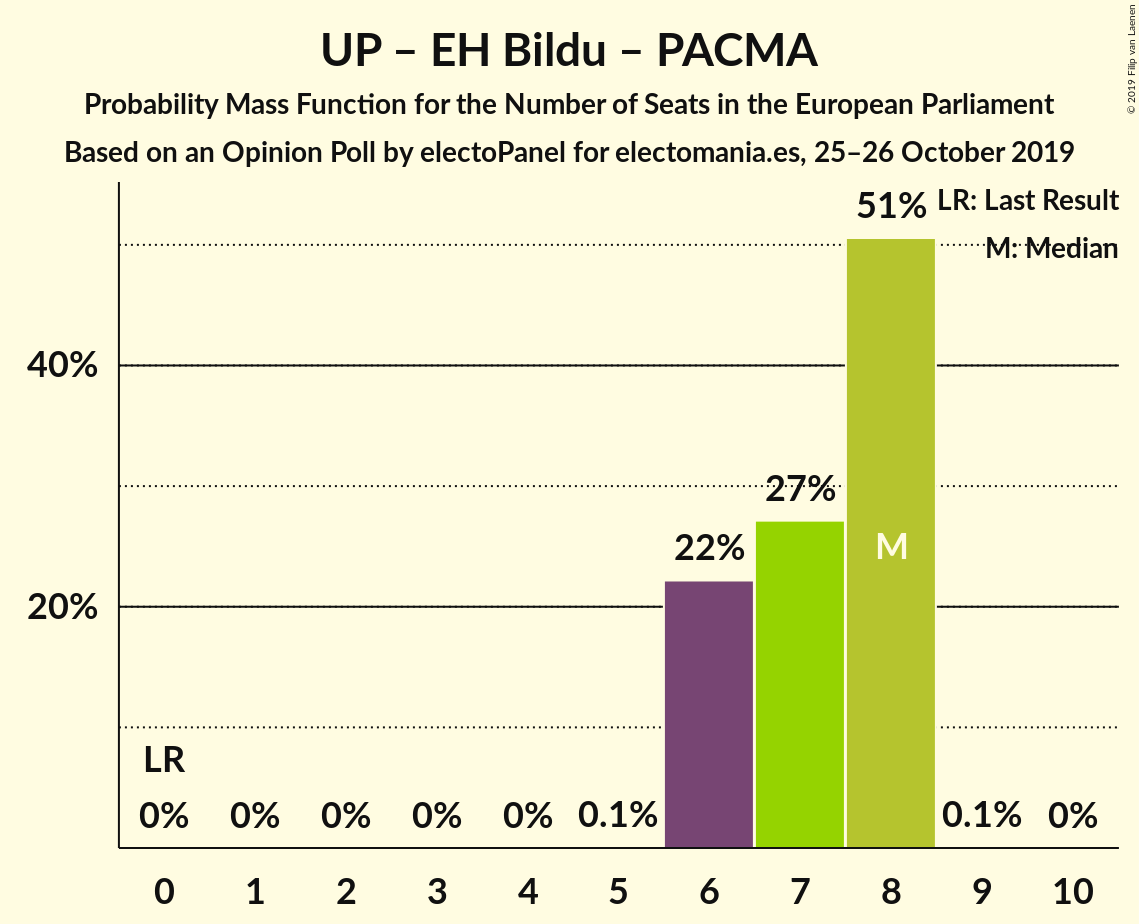 UP – EH Bildu – PACMA
Probability Mass Function for the Number of Seats in the European Parliament
Based on an Opinion Poll by electoPanel for electomania.es, 25–26 October 2019
© 2019 Filip van Laenen
LR: Last Result
M: Median
51%
40%
27%
22%
M
20%
LR
0% 0% 0% 0% 0% 0.1% 0.1% 0%
0 1 2 3 4 5 6 7 8 9 10